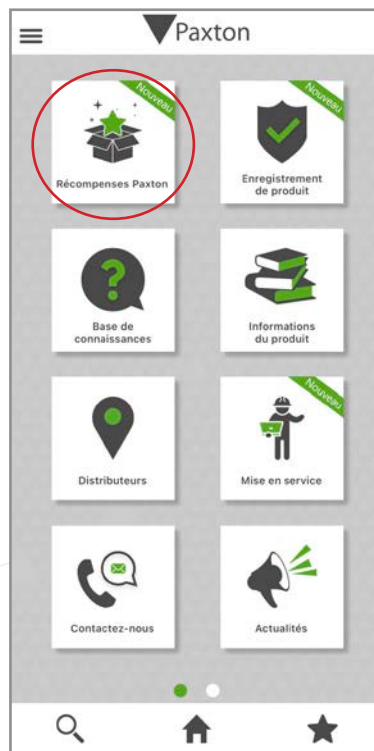 Paxton
Nouveau
Récompenses Paxton
Nouveau
Enregistrement
de produit
?
Base de
connaissances
Informations
du produit
Distributeurs
Nouveau
Mise en service
Contactez-nous
Actualités